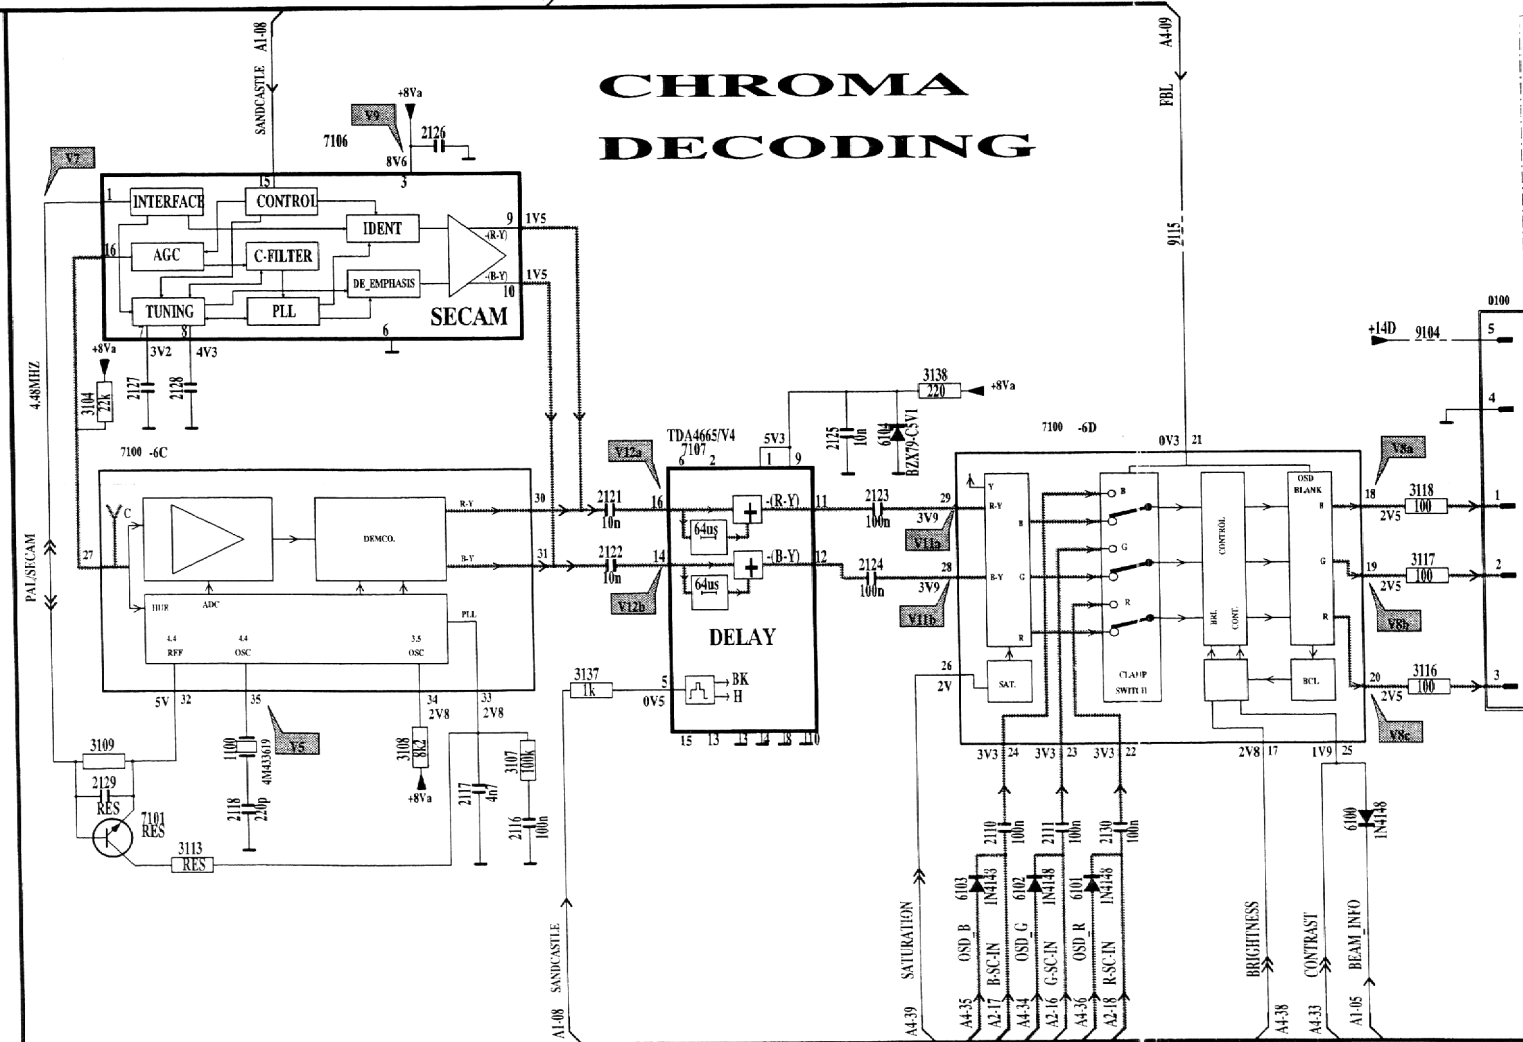 CHROMA
DECODING
A1-08
SANDCASTLE
A4-09
FBL
9115
+8Va
V9
7106
2126
8V6
V7
15
3
1
INTERFACE
CONTROL
IDENT
9
1V5
-(R-Y)
16
AGC
C-FILTER
DE_EMPHASIS
-(B-Y)
1V5
10
TUNING
PLL
SECAM
7
8
6
+8Va
3V2
4V3
4.48MHZ
3104
22k
2127
2128
7100 -6C
TDA4665/V4
7107
V12a
6
2
5V3
1
9
2125
10n
6104
BZX79-C5V1
3138
220
+8Va
7100 -6D
0V3
21
+14D
9104
0100
5
4
1
2
3
C
27
R-Y
30
DEMCO.
B-Y
31
HUE
ADC
PLL
4.4
REF
4.4
OSC
3.5
OSC
PAL/SECAM
2121
10n
2122
10n
16
14
V12b
64us
64us
-(R-Y)
-(B-Y)
11
12
DELAY
2123
100n
2124
100n
V11a
V11b
29
3V9
28
3V9
Y
R-Y
B-Y
B
G
R
B
G
R
SAT.
26
2V
CLAMP
SWITCH
CONTROL
BRI.
CONT.
OSD
BLANK
B
G
R
BCL
V8a
18
2V5
3118
100
19
2V5
3117
100
V8b
20
2V5
3116
100
V8c
5V
32
35
34
2V8
33
2V8
V5
3109
2129
RES
7101
RES
3113
RES
1100
4M433619
2118
220p
3108
8k2
+8Va
2117
4n7
3107
100k
2116
100n
3137
1k
5
0V5
BK
H
15
13
13
14
18
10
3V3
24
3V3
23
3V3
22
2V8
17
1V9
25
2110
100n
2111
100n
2130
100n
6103
1N4148
6102
1N4148
6101
1N4148
6100
1N4148
SANDCASTLE
A1-08
SATURATION
A4-39
OSD_B
A4-35
B-SC-IN
A2-17
OSD_G
A4-34
G-SC-IN
A2-16
OSD_R
A4-36
R-SC-IN
A2-18
BRIGHTNESS
A4-38
CONTRAST
A4-33
BEAM_INFO
A1-05